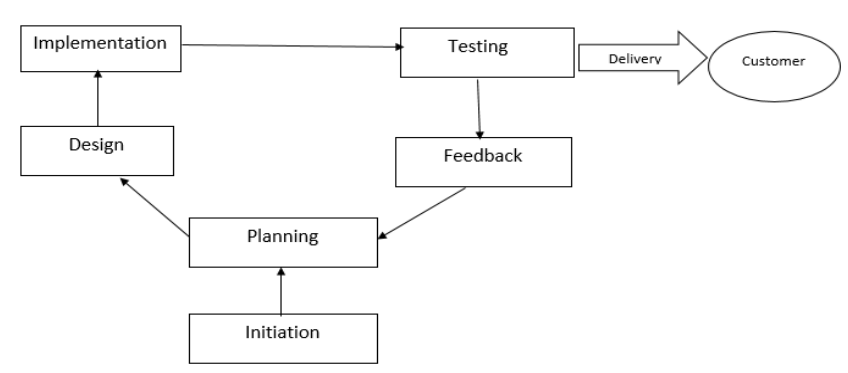 Implementation
Testing
Delivery
Customer
Design
Feedback
Planning
Initiation